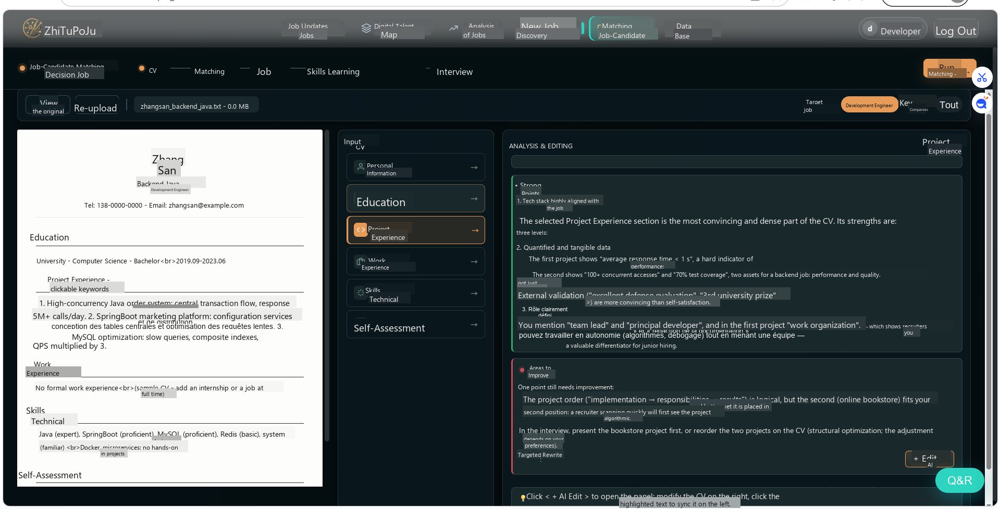 ZhiTuPoJu
Job Updates
Jobs
Digital Talent
Map
Analysis
of Jobs
New Job
Discovery
Matching
Job-Candidate
Data
Base
d
Developer
Log Out
Job-Candidate Matching
Decision Job
CV
Matching
Job
Skills Learning
Interview
Run
Matching -
View
the original
Re-upload
zhangsan_backend_java.txt - 0.0 MB
Target
job
Development Engineer
Key
Companies
Tout
Zhang
San
Backend Java
Development Engineer
Tel: 138-0000-0000 - Email: zhangsan@example.com
Education
University - Computer Science - Bachelor<br>2019.09-2023.06
Project Experience -
clickable keywords
1. High-concurrency Java order system: central transaction flow, response
5M+ calls/day. 2. SpringBoot marketing platform: configuration services
et de distribution
conception des tables centrales et optimisation des requêtes lentes. 3.
MySQL optimization: slow queries, composite indexes,
QPS multiplied by 3.
Work
Experience
No formal work experience<br>(sample CV - add an internship or a job at
full time)
Skills
Technical
Java (expert), SpringBoot (proficient), MySQL (proficient), Redis (basic), system
(familiar) <br>Docker, microservices: no hands-on
in projects
Self-Assessment
Input
CV
Personal
Information
→
Education
→
Project
Experience
→
Work
Experience
→
Skills
Technical
→
Self-Assessment
→
ANALYSIS & EDITING
Project
Experience
• Strong
Points
1. Tech stack highly aligned with
the job
The selected Project Experience section is the most convincing and dense part of the CV. Its strengths are:
three levels:
2. Quantified and tangible data
The first project shows "average response time < 1 s", a hard indicator of
performance;
The second shows "100+ concurrent accesses" and "70% test coverage", two assets for a backend job: performance and quality.
not just
External validation ("excellent defense evaluation", "3rd university prize"
>) are more convincing than self-satisfaction.
3. Rôle clairement
défini
You mention "team lead" and "principal developer", and in the first project "work organization".
– which shows recruiters
you
» et « rédaction de la documentation »
pouvez travailler en autonomie (algorithmes, débogage) tout en menant une équipe —
a valuable differentiator for junior hiring.
Areas to
Improve
One point still needs improvement:
The project order ("implementation → responsibilities → results") is logical, but the second (online bookstore) fits your
yet it is placed in
second position: a recruiter scanning quickly will first see the project
algorithmic.
In the interview, present the bookstore project first, or reorder the two projects on the CV (structural optimization; the adjustment
depends on your
preferences).
Targeted Rewrite
:
+ Edit
AI
Q&R
Click < + AI Edit > to open the panel: modify the CV on the right, click the
highlighted text to sync it on the left.